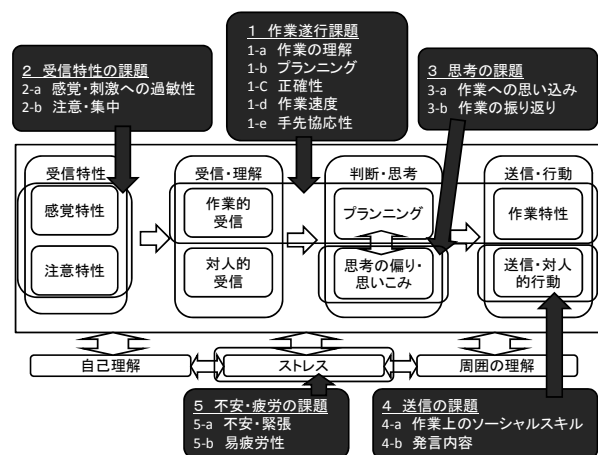 1 作業遂行課題
1-a 作業の理解
1-b プランニング
1-C 正確性
1-d 作業速度
1-e 手先協応性
2 受信特性の課題
2-a 感覚・刺激への過敏性
2-b 注意・集中
3 思考の課題
3-a 作業への思い込み
3-b 作業の振り返り
受信特性
感覚特性
注意特性
受信・理解
作業的
受信
対人的
受信
判断・思考
プランニング
思考の偏り・
思いこみ
送信・行動
作業特性
送信・対人
的行動
自己理解
ストレス
周囲の理解
5 不安・疲労の課題
5-a 不安・緊張
5-b 易疲労性
4 送信の課題
4-a 作業上のソーシャルスキル
4-b 発言内容